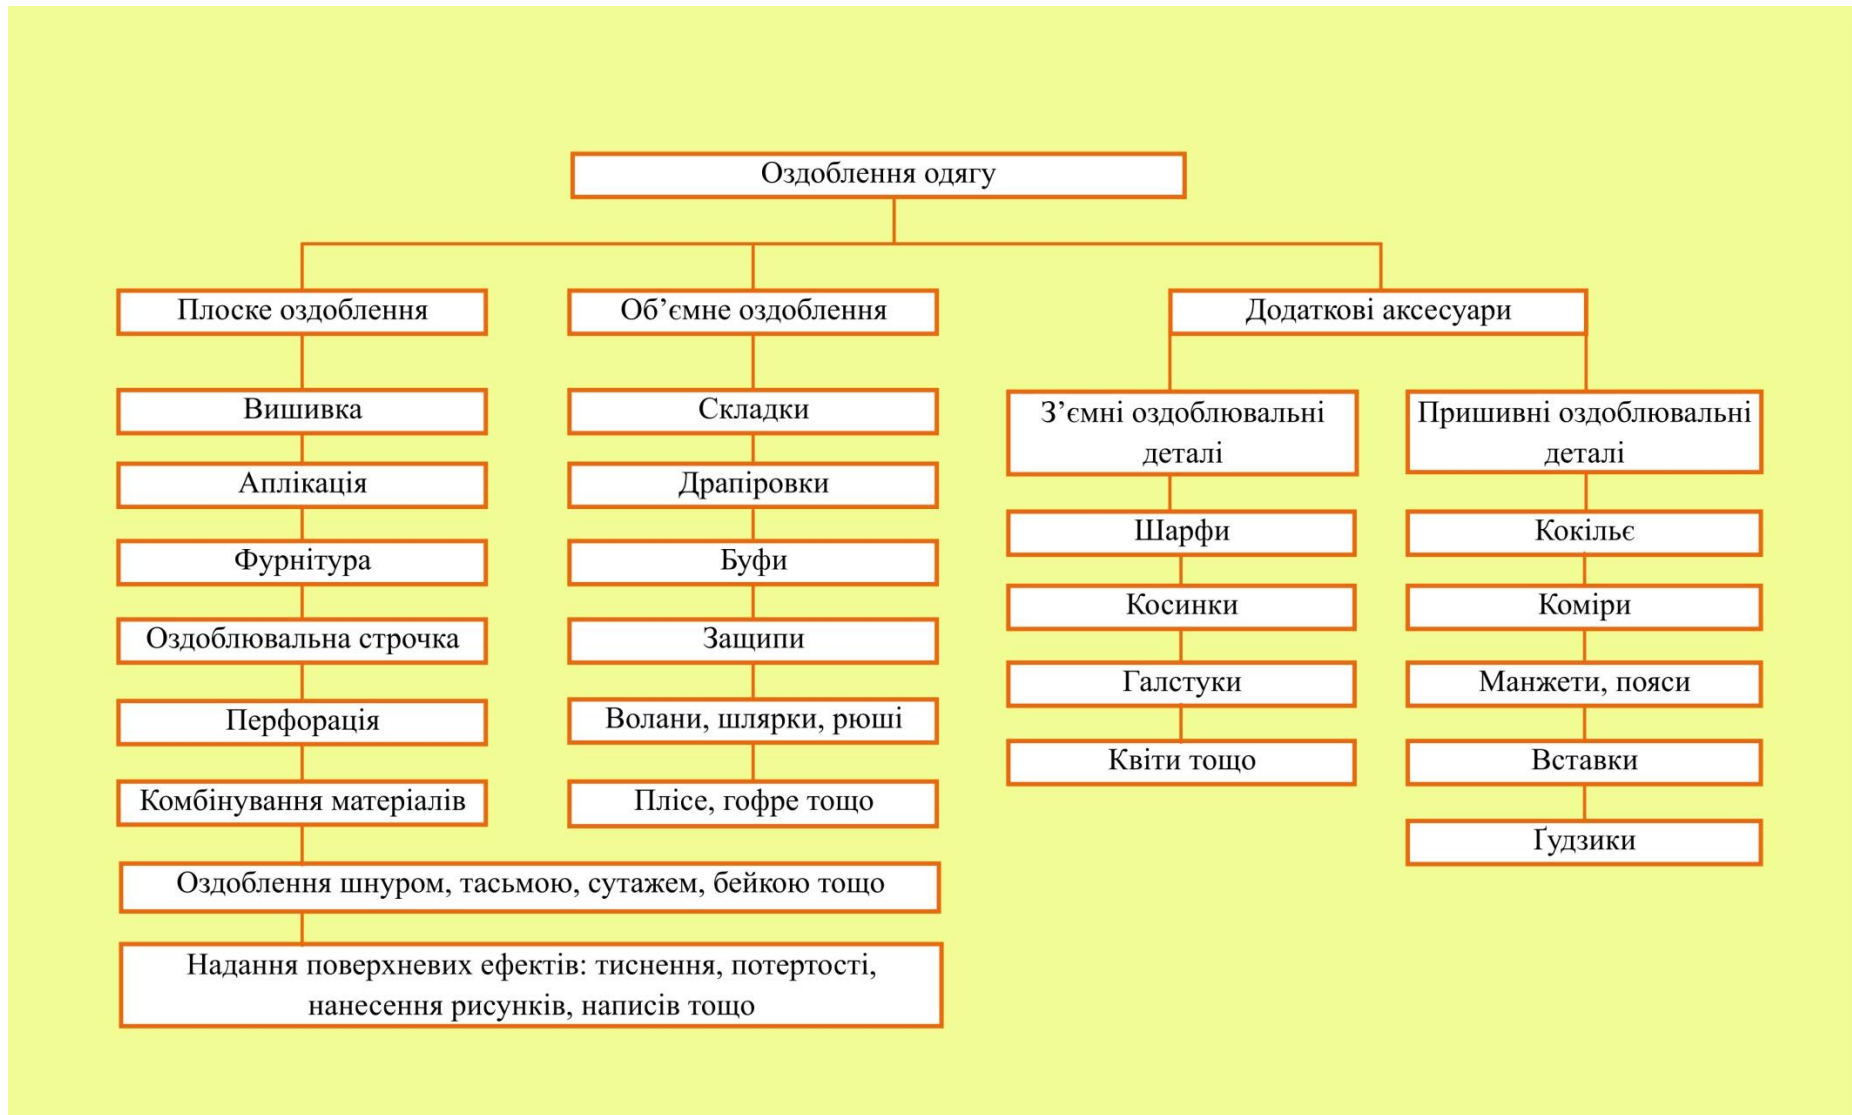 Оздоблення одягу
Плоске оздоблення
Вишивка
Аплікація
Фурнітура
Оздоблювальна строчка
Перфорація
Комбінування матеріалів
Оздоблення шнуром, тасьмою, сутажем, бейкою тощо
Надання поверхневих ефектів: тиснення, потертості,
нанесення рисунків, написів тощо
Об’ємне оздоблення
Складки
Драпіровки
Буфи
Защипи
Волани, шлярки, рюші
Плісе, гофре тощо
Додаткові аксесуари
З’ємні оздоблювальні
деталі
Шарфи
Косинки
Галстуки
Квіти тощо
Пришивні оздоблювальні
деталі
Кокільє
Коміри
Манжети, пояси
Вставки
Ґудзики